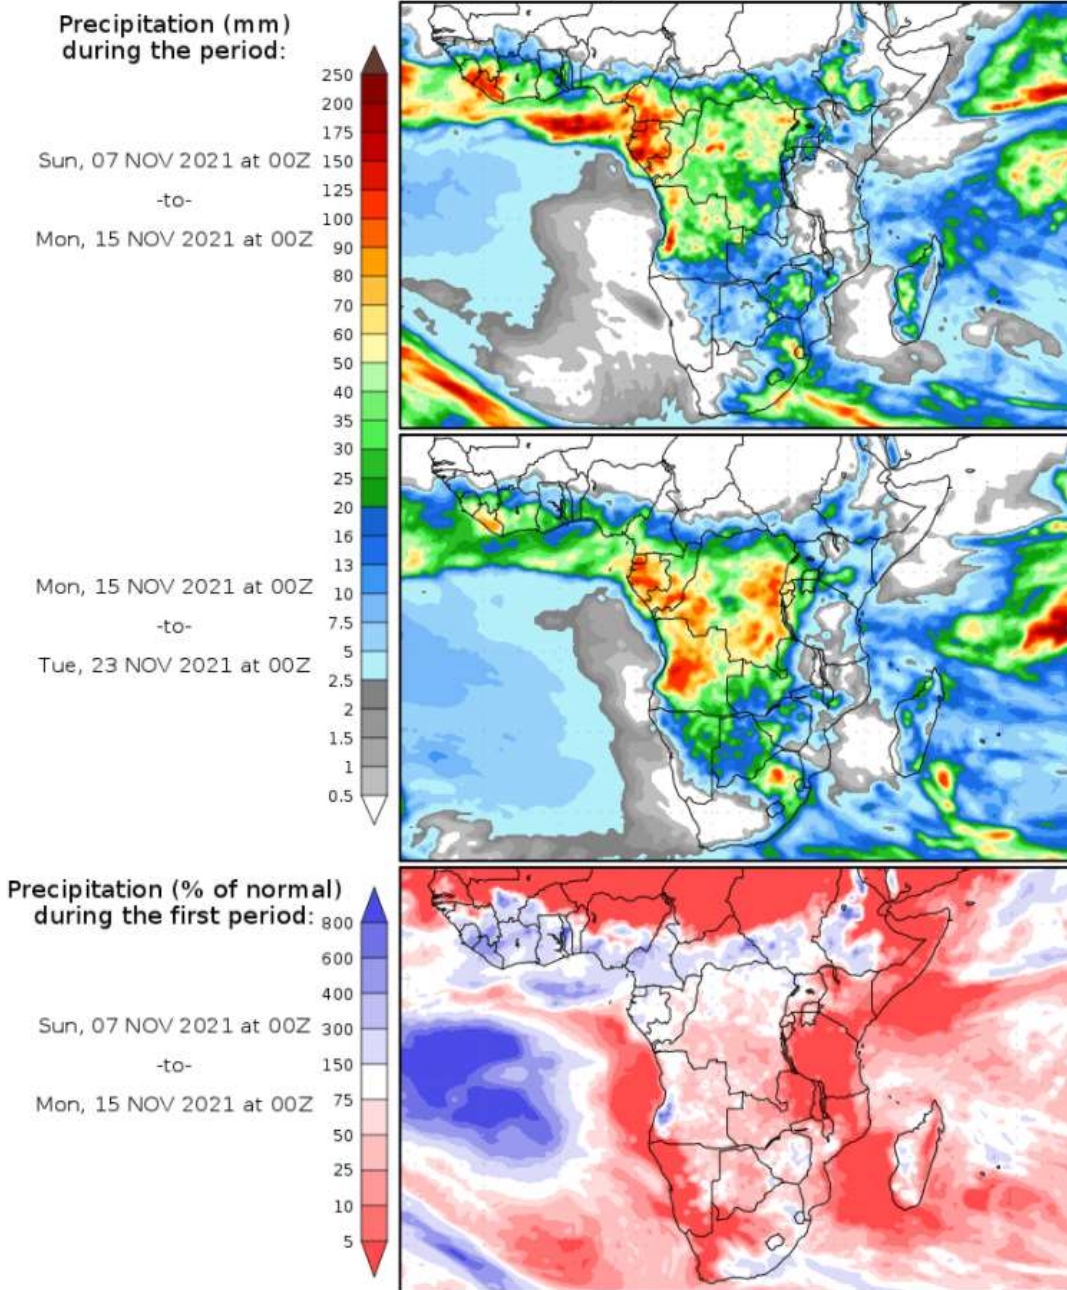 Precipitation (mm)
during the period:
Sun, 07 NOV 2021 at 00Z
-to-
Mon, 15 NOV 2021 at 00Z
Mon, 15 NOV 2021 at 00Z
-to-
Tue, 23 NOV 2021 at 00Z
250
200
175
150
125
100
90
80
70
60
50
40
35
30
25
20
16
13
10
7.5
5
2.5
2
1.5
1
0.5
Precipitation (% of normal)
during the first period:
Sun, 07 NOV 2021 at 00Z
-to-
Mon, 15 NOV 2021 at 00Z
800
600
400
300
150
75
50
25
10
5